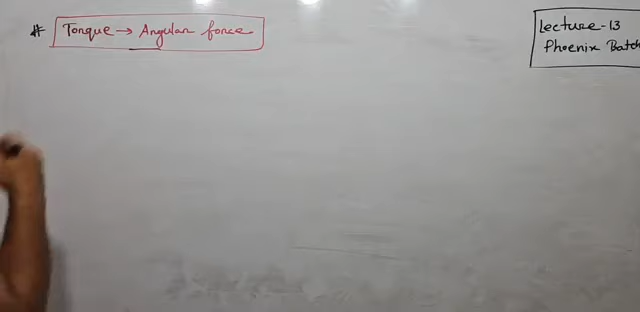 # Torque → Angular force
Lecture-13
Phoenix Batch